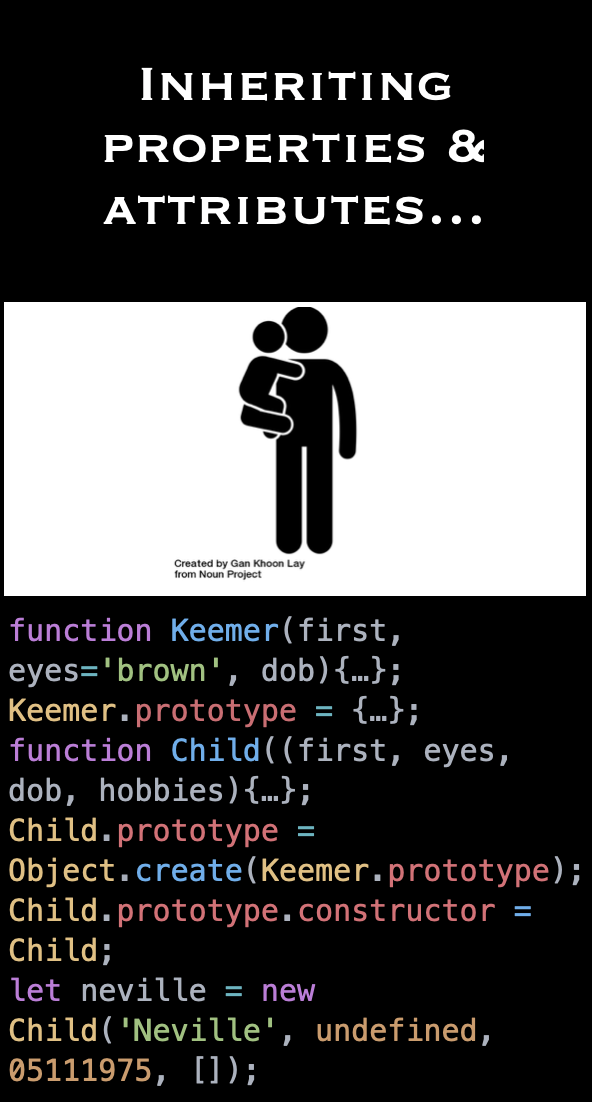 Inheriting
properties &
attributes...
Created by Gan Khoon Lay
from Noun Project
function Keemer(first,
eyes='brown', dob){…};
Keemer.prototype = {…};
function Child((first, eyes,
dob, hobbies){…};
Child.prototype =
Object.create(Keemer.prototype);
Child.prototype.constructor =
Child;
let neville = new
Child('Neville', undefined,
05111975, []);